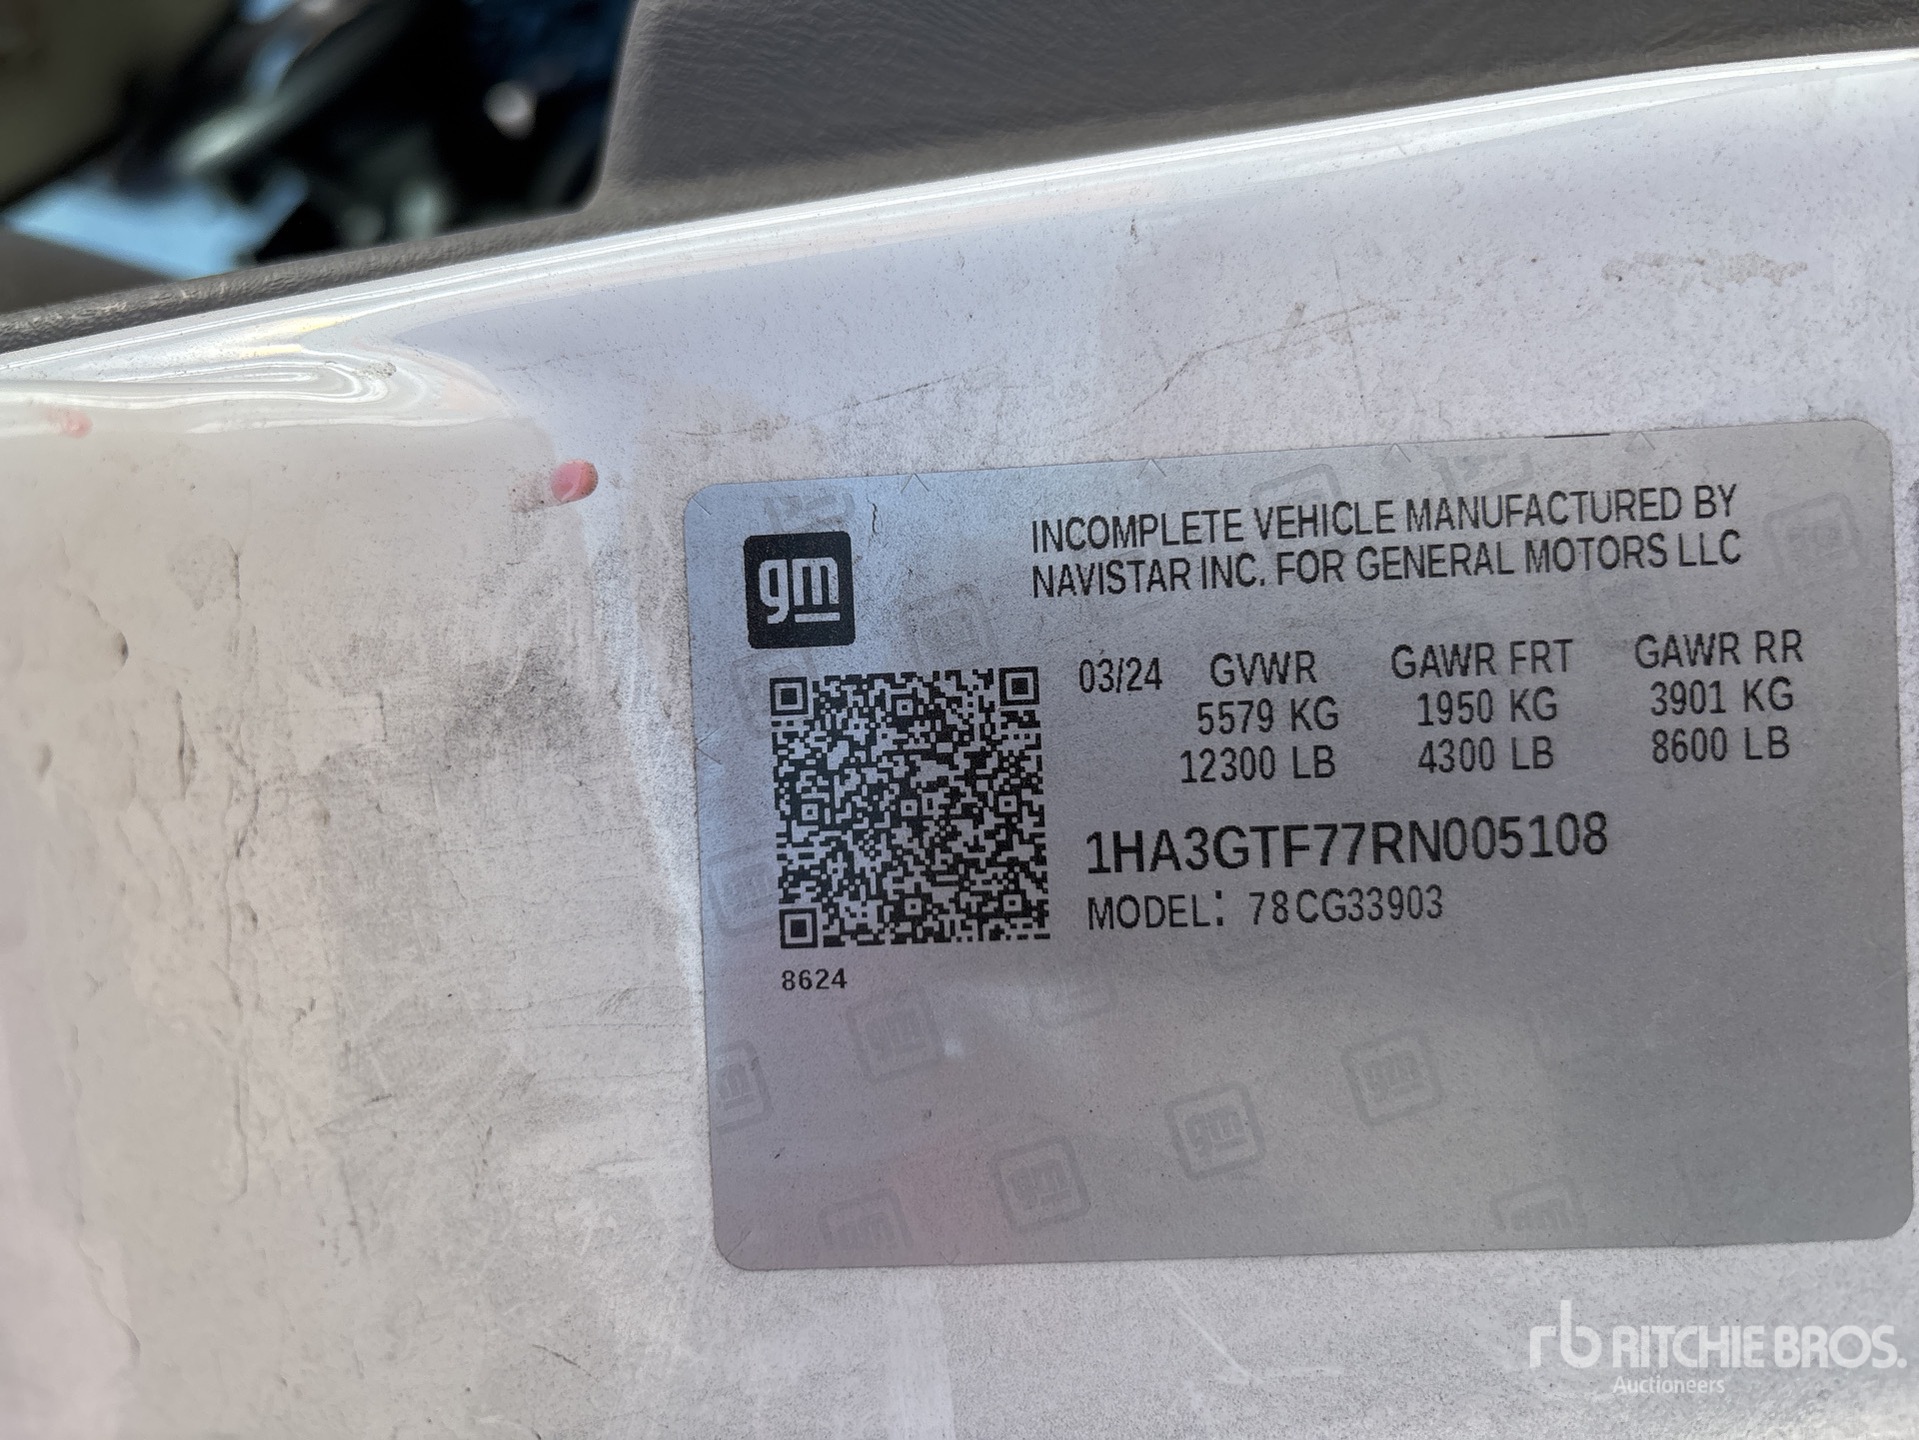 gm
INCOMPLETE VEHICLE MANUFACTURED BY
NAVISTAR INC. FOR GENERAL MOTORS LLC
03/24 GVWR GAWR FRT GAWR RR
5579 KG 1950 KG 3901 KG
12300 LB 4300 LB 8600 LB
1HA3GTF77RN005108
MODEL: 78CG33903
8624
rb RITCHIE BROS.
Auctioneers